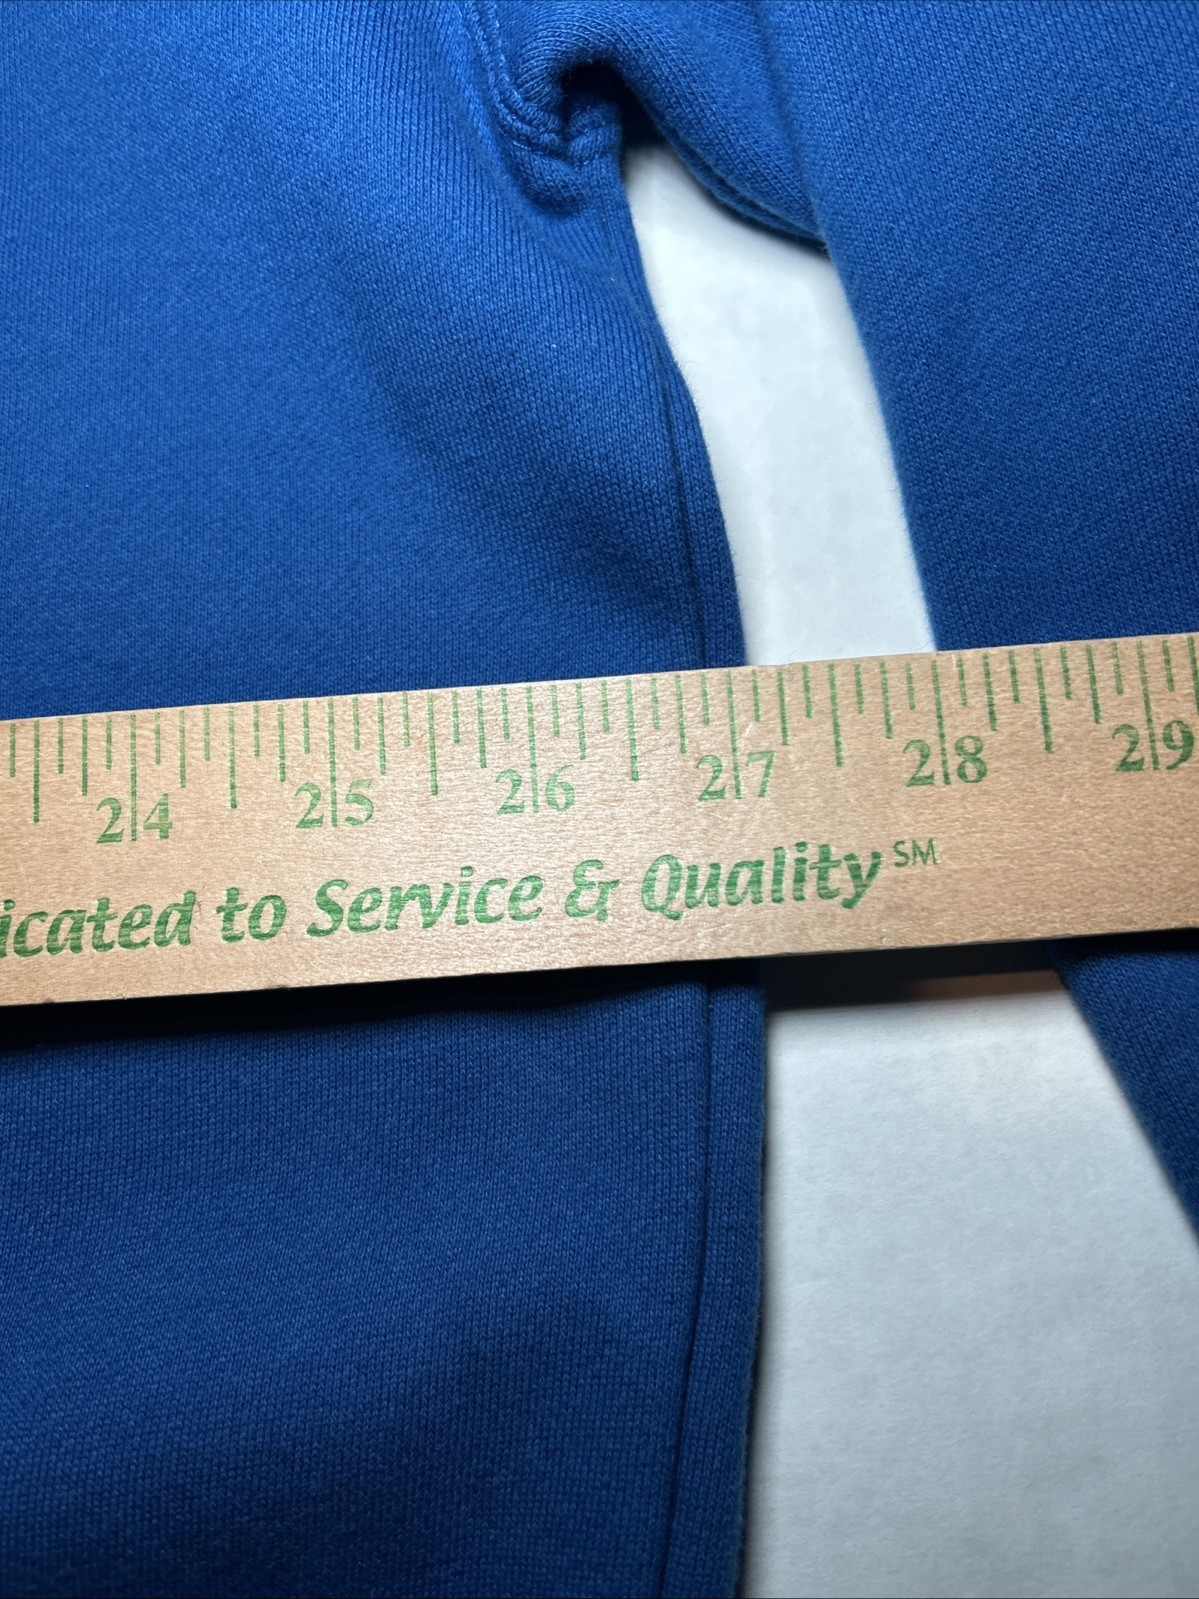 24 25 26 27 28 29
icated to Service & Quality SM